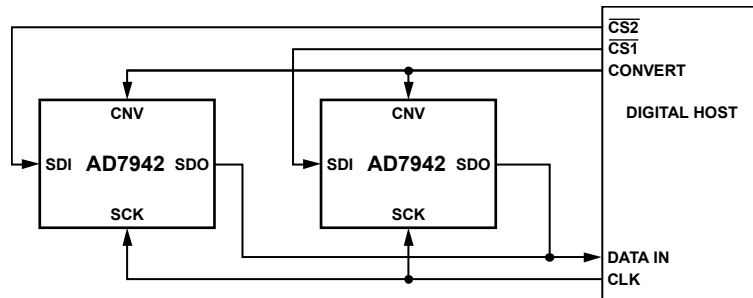 CS2
CS1
CONVERT
CNV
CNV
DIGITAL HOST
SDI AD7942 SDO
SDI AD7942 SDO
SCK
SCK
DATA IN
CLK